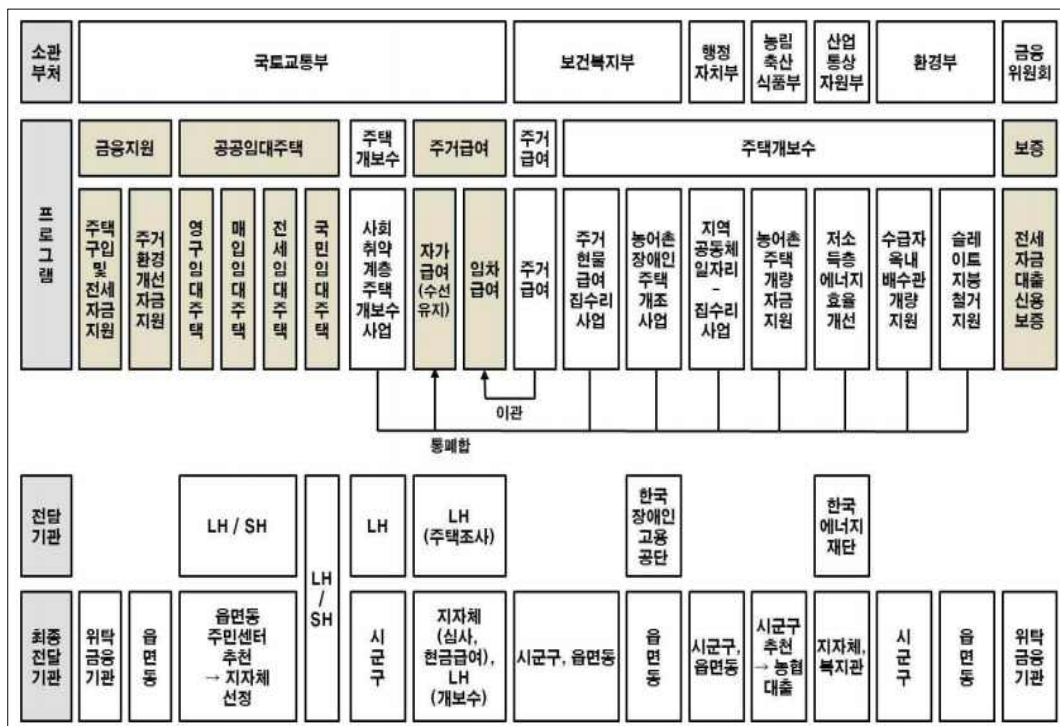 소관
부처
국토교통부
보건복지부
행정
자치부
농림
축산
식품부
산업
통상
자원부
환경부
금융
위원회
프로그램
금융지원
공공임대주택
주택
개보수
주거급여
주거
급여
주택개보수
보증
주택
구입
및
전세
자금
지원
주거
환경
개선
자금
지원
영구임대주택
매입임대주택
전세임대주택
국민임대주택
사회
취약
계층
주택
개보수
사업
자가
급여
(수선
유지)
임차
급여
주거
급여
주거
현물
급여
집수리
사업
농어촌
장애인
주택
개조
사업
지역
공동체
일자리
–
집수리
사업
농어촌
주택
개량
자금
지원
저소
득층
에너지
효율
개선
수급자
옥내
배수관
개량
지원
슬레
이트
지붕
철거
지원
전세
자금
대출
신용
보증
이관
통폐합
전담
기관
LH / SH
LH
/
SH
LH
LH
(주택조사)
한국
장애인
고용
공단
한국
에너지
재단
최종
전달
기관
위탁
금융
기관
읍면동
읍면동
주민센터
추천
→ 지자체
선정
시군구
지자체
(심사,
현금급여),
LH
(개보수)
시군구, 읍면동
읍면동
시군구,
읍면동
시군구
추천
→ 농협
대출
지자체,
복지관
시군구
읍면동
위탁
금융
기관